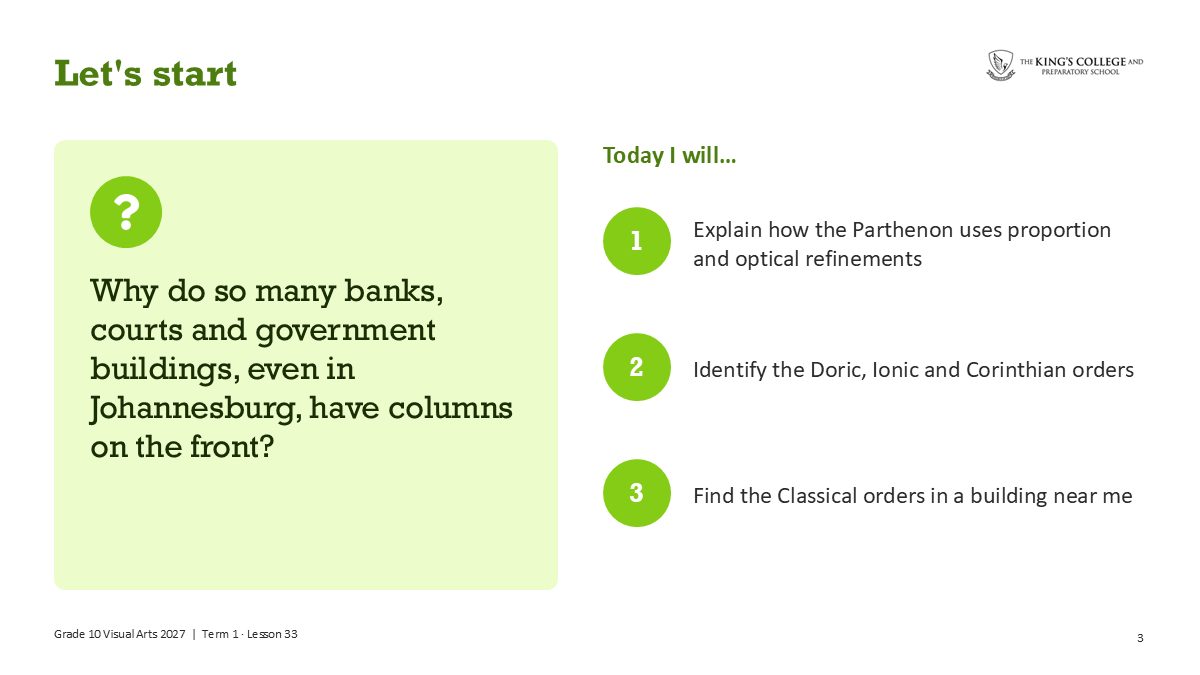 Let's start
THE KING'S COLLEGE AND
PREPARATORY SCHOOL
?
Why do so many banks,
courts and government
buildings, even in
Johannesburg, have columns
on the front?
Today I will...
1
Explain how the Parthenon uses proportion
and optical refinements
2
Identify the Doric, Ionic and Corinthian orders
3
Find the Classical orders in a building near me
Grade 10 Visual Arts 2027 | Term 1 · Lesson 33
3